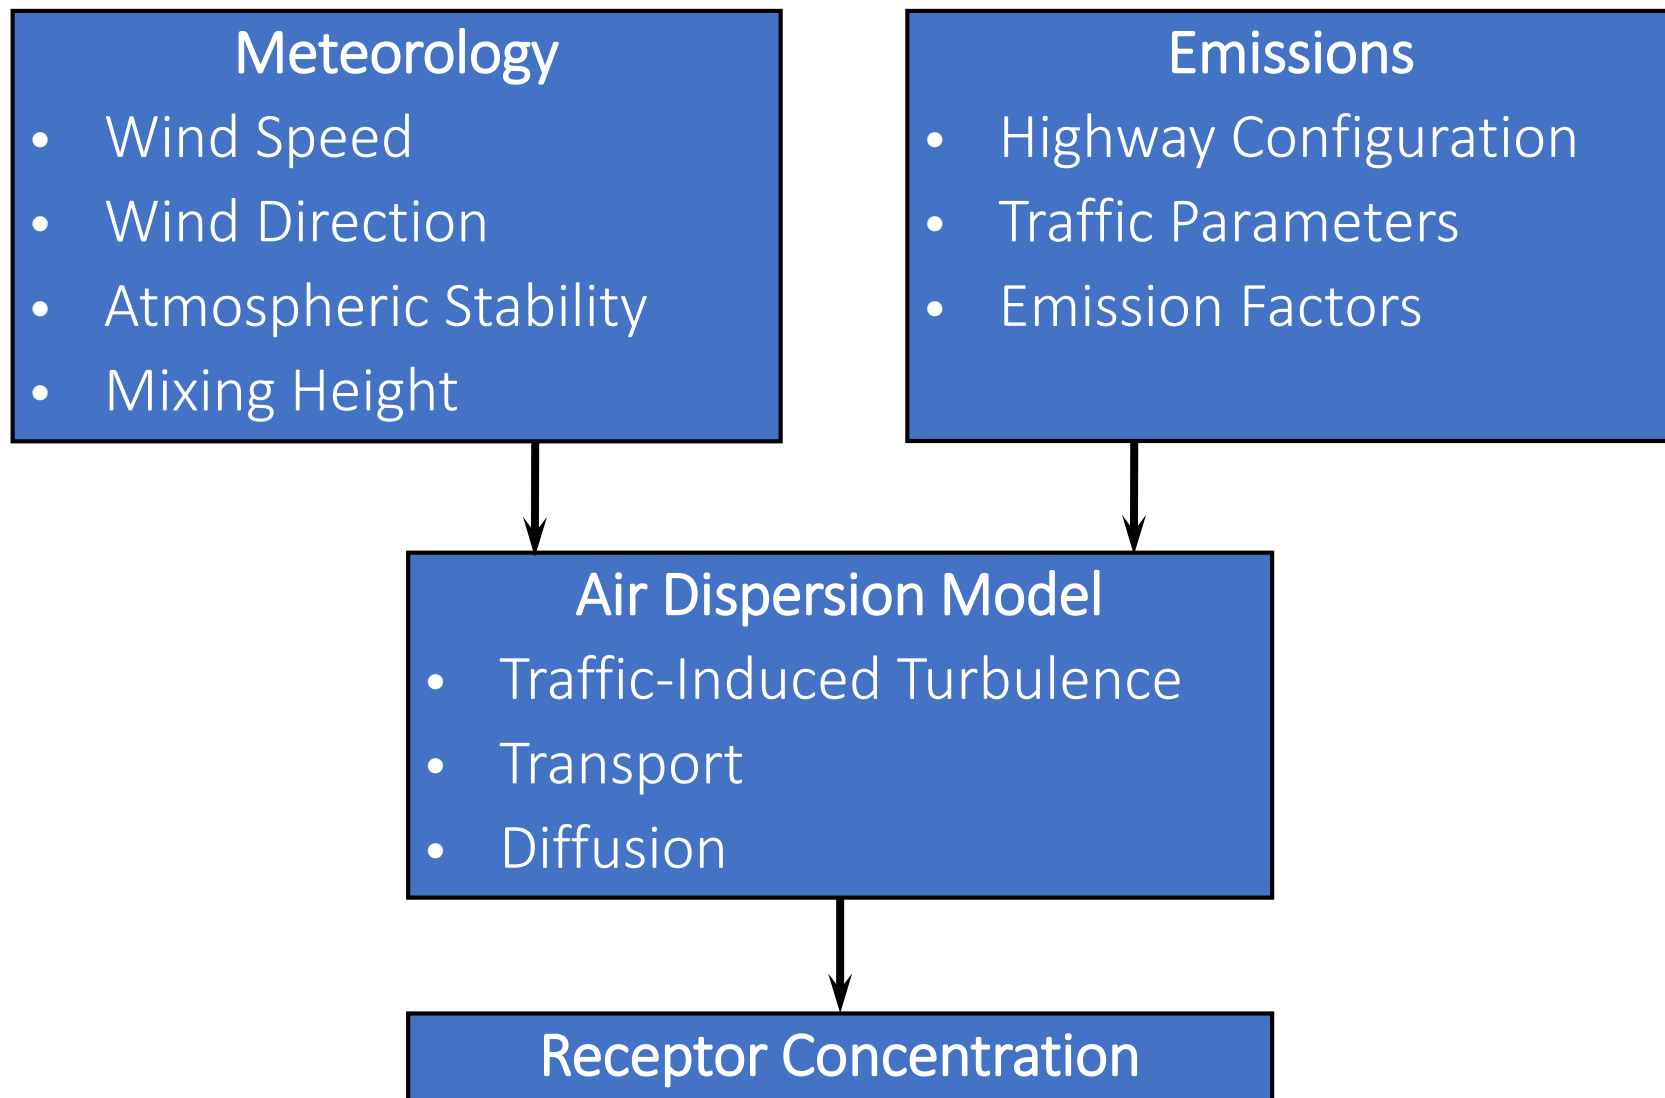 Meteorology
• Wind Speed
• Wind Direction
• Atmospheric Stability
• Mixing Height
Emissions
• Highway Configuration
• Traffic Parameters
• Emission Factors
Air Dispersion Model
• Traffic-Induced Turbulence
• Transport
• Diffusion
Receptor Concentration